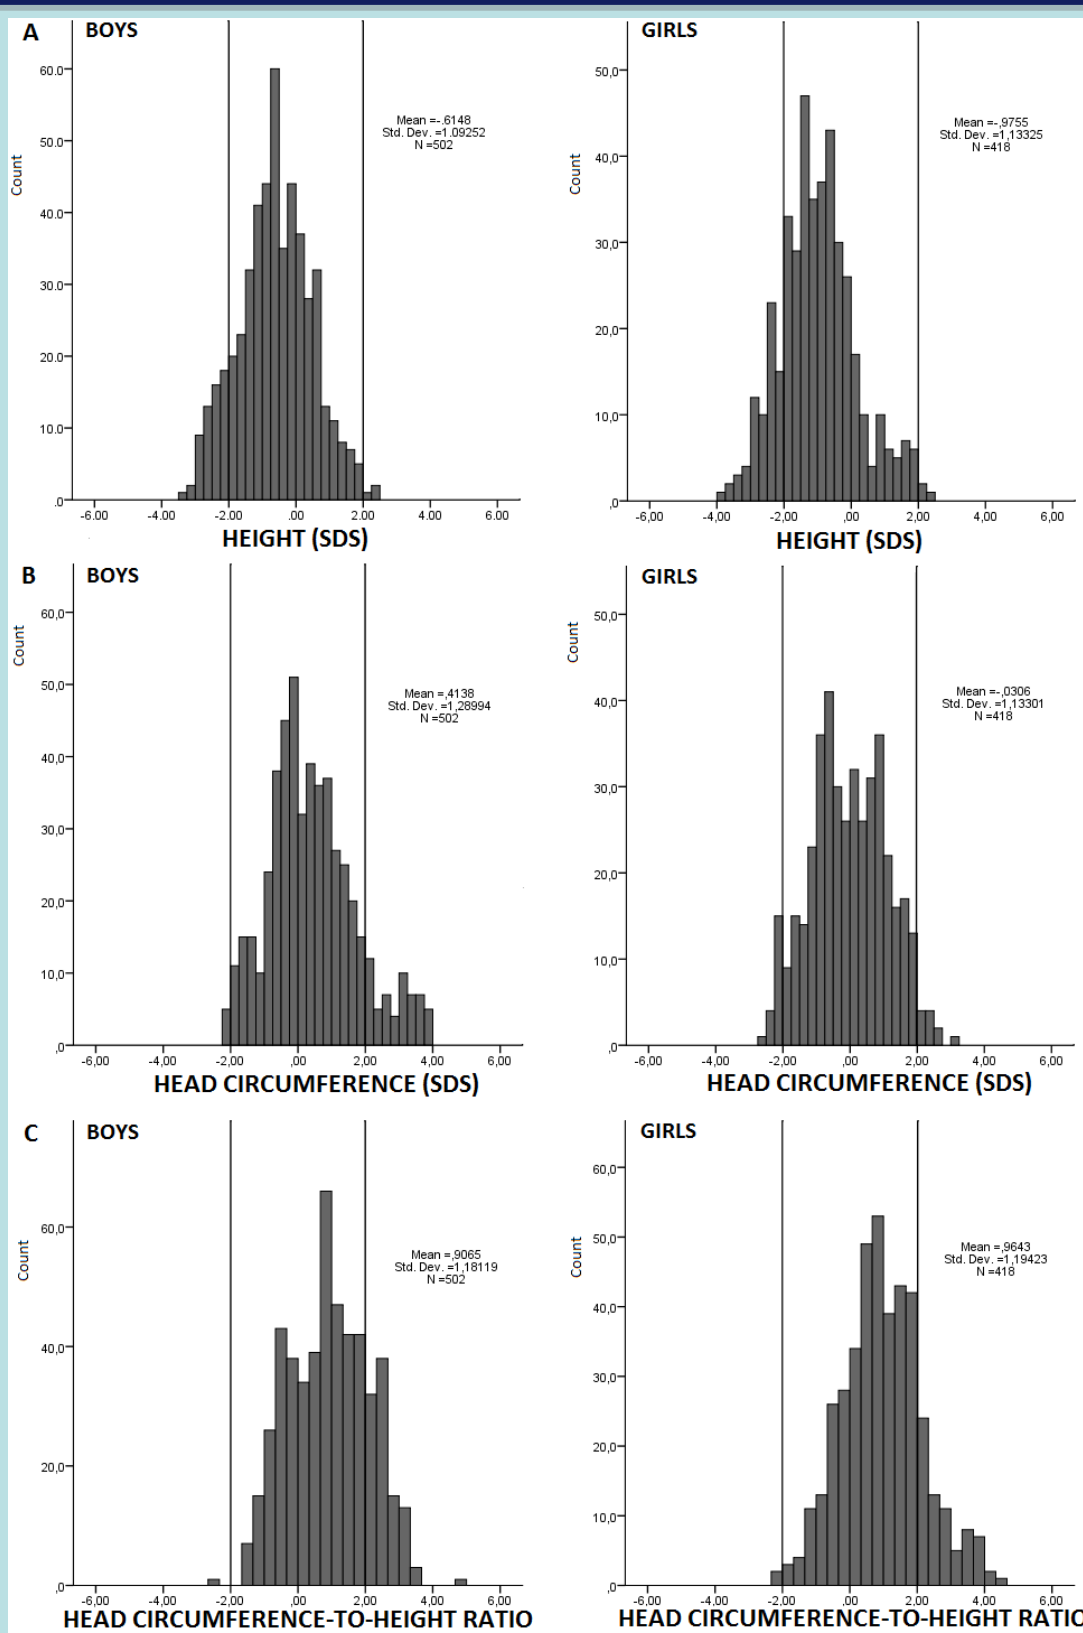 A
BOYS
60.0
50.0
40.0
30.0
20.0
10.0
.0
Count
Mean =-.6148
Std. Dev. =1.09252
N =502
-6.00 -4.00 -2.00 .00 2.00 4.00 6.00
HEIGHT (SDS)
GIRLS
50,0
40,0
30,0
20,0
10,0
,0
Count
Mean =-,9755
Std. Dev. =1,13325
N =418
-6,00 -4,00 -2,00 ,00 2,00 4,00 6,00
HEIGHT (SDS)
B
BOYS
60,0
50,0
40,0
30,0
20,0
10,0
,0
Count
Mean =,4138
Std. Dev. =1,28994
N =502
-6,00 -4,00 -2,00 ,00 2,00 4,00 6,00
HEAD CIRCUMFERENCE (SDS)
GIRLS
50,0
40,0
30,0
20,0
10,0
,0
Count
Mean =-,0306
Std. Dev. =1,13301
N =418
-6,00 -4,00 -2,00 ,00 2,00 4,00 6,00
HEAD CIRCUMFERENCE (SDS)
C
BOYS
60,0
40,0
20,0
,0
Count
Mean =,9065
Std. Dev. =1,18119
N =502
-6,00 -4,00 -2,00 ,00 2,00 4,00 6,00
HEAD CIRCUMFERENCE-TO-HEIGHT RATIO
GIRLS
60,0
50,0
40,0
30,0
20,0
10,0
,0
Count
Mean =,9643
Std. Dev. =1,19423
N =418
-6,00 -4,00 -2,00 ,00 2,00 4,00 6,00
HEAD CIRCUMFERENCE-TO-HEIGHT RATIO